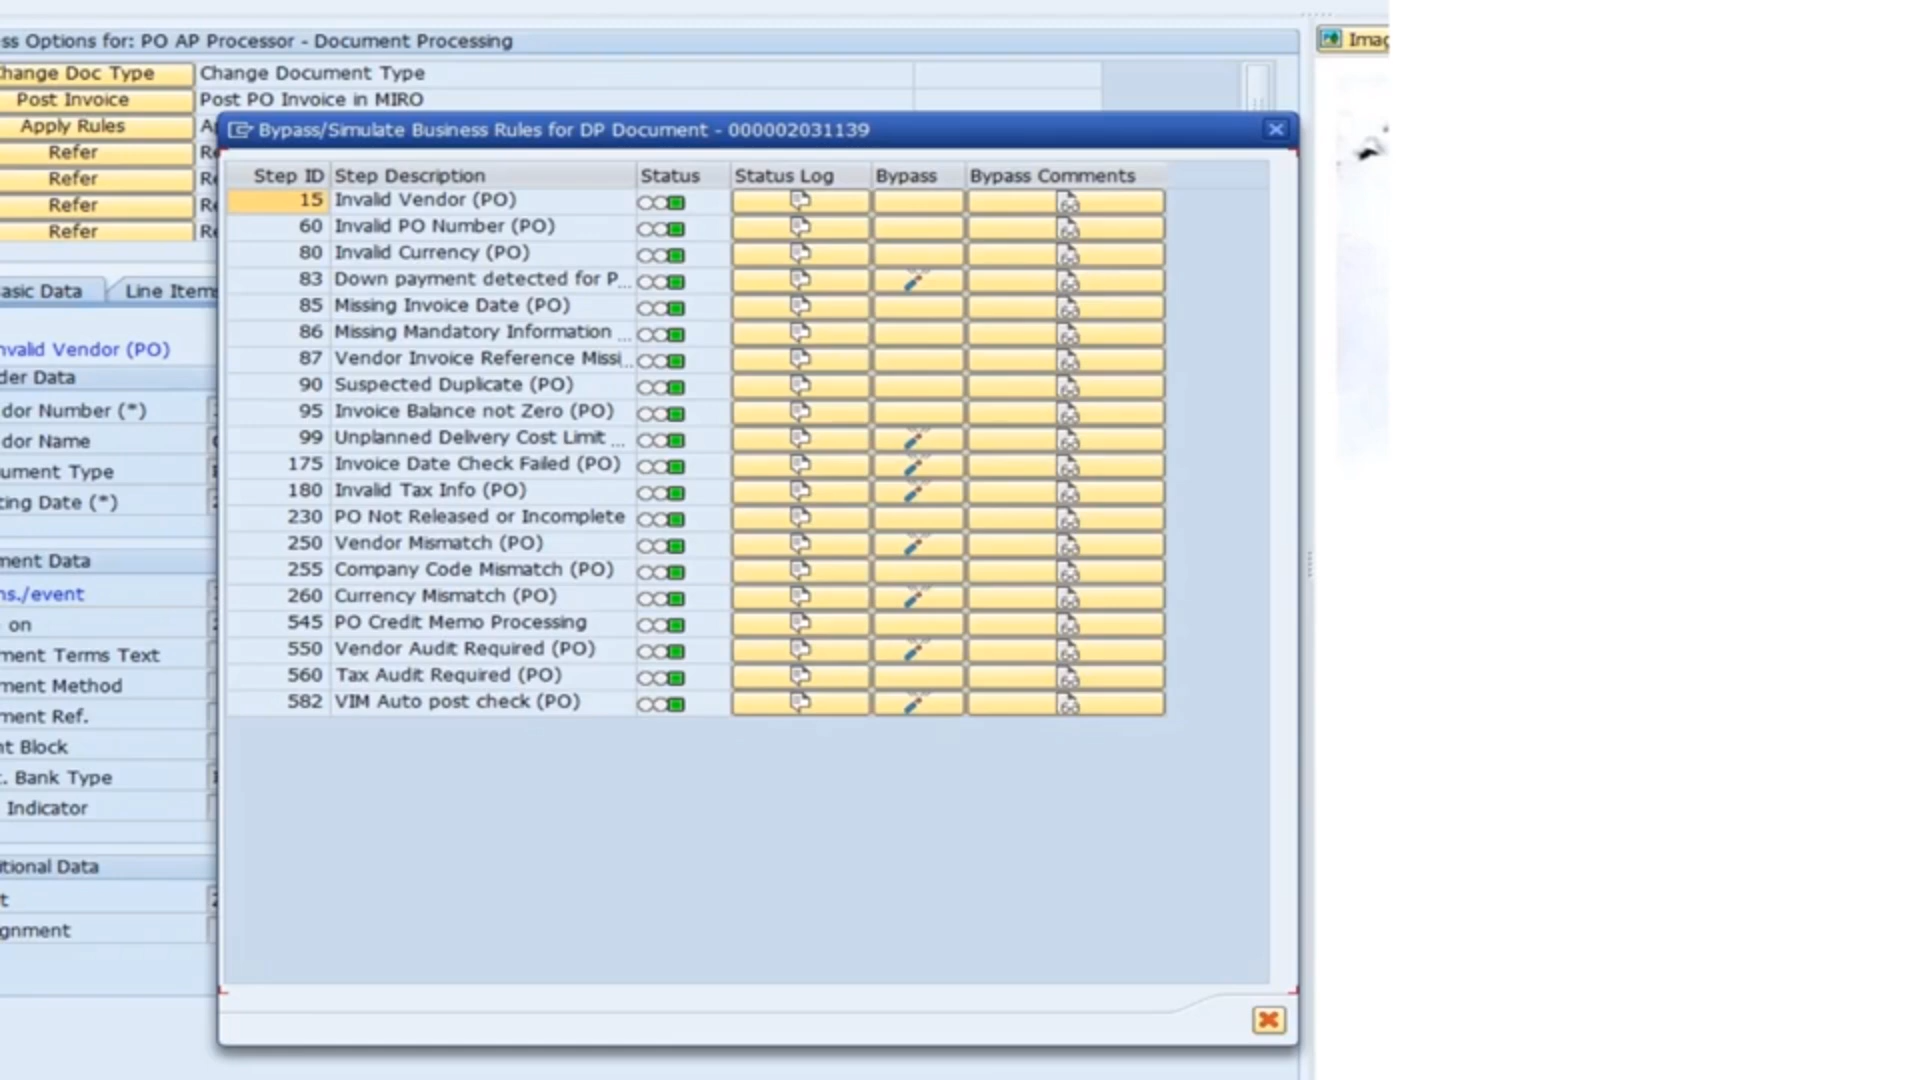 ss Options for: PO AP Processor - Document Processing
Imag
hange Doc Type Change Document Type
Post Invoice Post PO Invoice in MIRO
Apply Rules
Refer
Refer
Refer
Refer
Bypass/Simulate Business Rules for DP Document - 000002031139
Step ID Step Description Status Status Log Bypass Bypass Comments
15 Invalid Vendor (PO)
60 Invalid PO Number (PO)
80 Invalid Currency (PO)
83 Down payment detected for P...
85 Missing Invoice Date (PO)
86 Missing Mandatory Information ...
87 Vendor Invoice Reference Missi...
90 Suspected Duplicate (PO)
95 Invoice Balance not Zero (PO)
99 Unplanned Delivery Cost Limit ...
175 Invoice Date Check Failed (PO)
180 Invalid Tax Info (PO)
230 PO Not Released or Incomplete
250 Vendor Mismatch (PO)
255 Company Code Mismatch (PO)
260 Currency Mismatch (PO)
545 PO Credit Memo Processing
550 Vendor Audit Required (PO)
560 Tax Audit Required (PO)
582 VIM Auto post check (PO)
asic Data Line Items
nvalid Vendor (PO)
der Data
dor Number (*)
dor Name
ument Type
ting Date (*)
ment Data
ns./event
on
ment Terms Text
ment Method
ment Ref.
nt Block
t. Bank Type
Indicator
itional Data
t
gnment